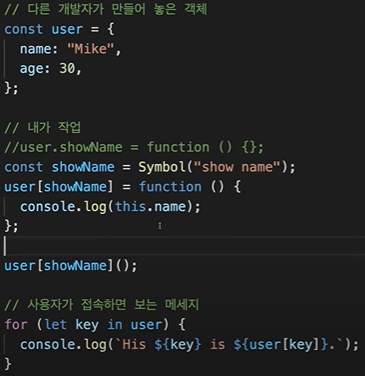 // 다른 개발자가 만들어 놓은 객체
const user = {
  name: "Mike",
  age: 30,
};
// 내가 작업
//user.showName = function () {};
const showName = Symbol("show name");
user[showName] = function () {
  console.log(this.name);
};
user[showName]();
// 사용자가 접속하면 보는 메세지
for (let key in user) {
  console.log(`His ${key} is ${user[key]}.`);
}